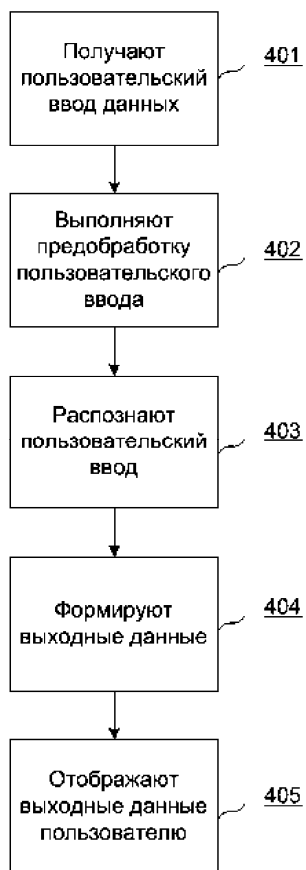 Получают
пользовательский
ввод данных
401
Выполняют
предобработку
пользовательского
ввода
402
Распознают
пользовательский
ввод
403
Формируют
выходные данные
404
Отображают
выходные данные
пользователю
405